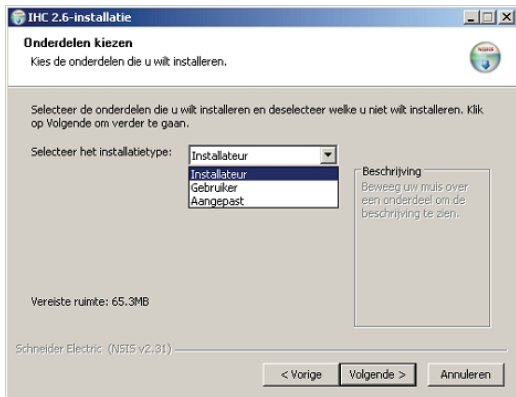 IHC 2.6-installatie
Onderdelen kiezen
Kies de onderdelen die u wilt installeren.
Selecteer de onderdelen die u wilt installeren en deselecteer welke u niet wilt installeren. Klik
op Volgende om verder te gaan.
Selecteer het installatietype:
Installateur
Installateur
Gebruiker
Aangepast
Beschrijving
Beweeg uw muis over
een onderdeel om de
beschrijving te zien.
Vereiste ruimte: 65.3MB
Schneider Electric (NSIS v2.31)
< Vorige
Volgende >
Annuleren